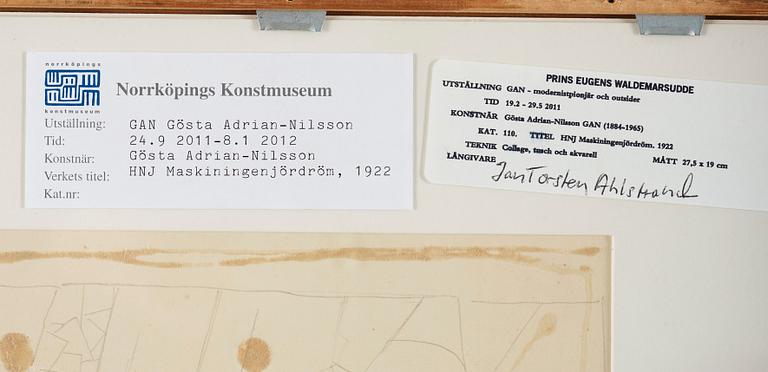 norrköpings
konstmuseum
Norrköpings Konstmuseum
Utställning: GAN Gösta Adrian-Nilsson
Tid: 24.9 2011-8.1 2012
Konstnär: Gösta Adrian-Nilsson
Verkets titel: HNJ Maskiningenjördröm, 1922
Kat.nr:
PRINS EUGENS WALDEMARSUDDE
UTSTÄLLNING GAN - modernistpionjär och outsider
TID 19.2 - 29.5 2011
KONSTNÄR Gösta Adrian-Nilsson GAN (1884-1965)
KAT. 110. TITEL HNJ Maskiningenjördröm. 1922
TEKNIK Collage, tusch och akvarell MÅTT 27,5 x 19 cm
LÅNGIVARE Jan Torsten Ahlstrand